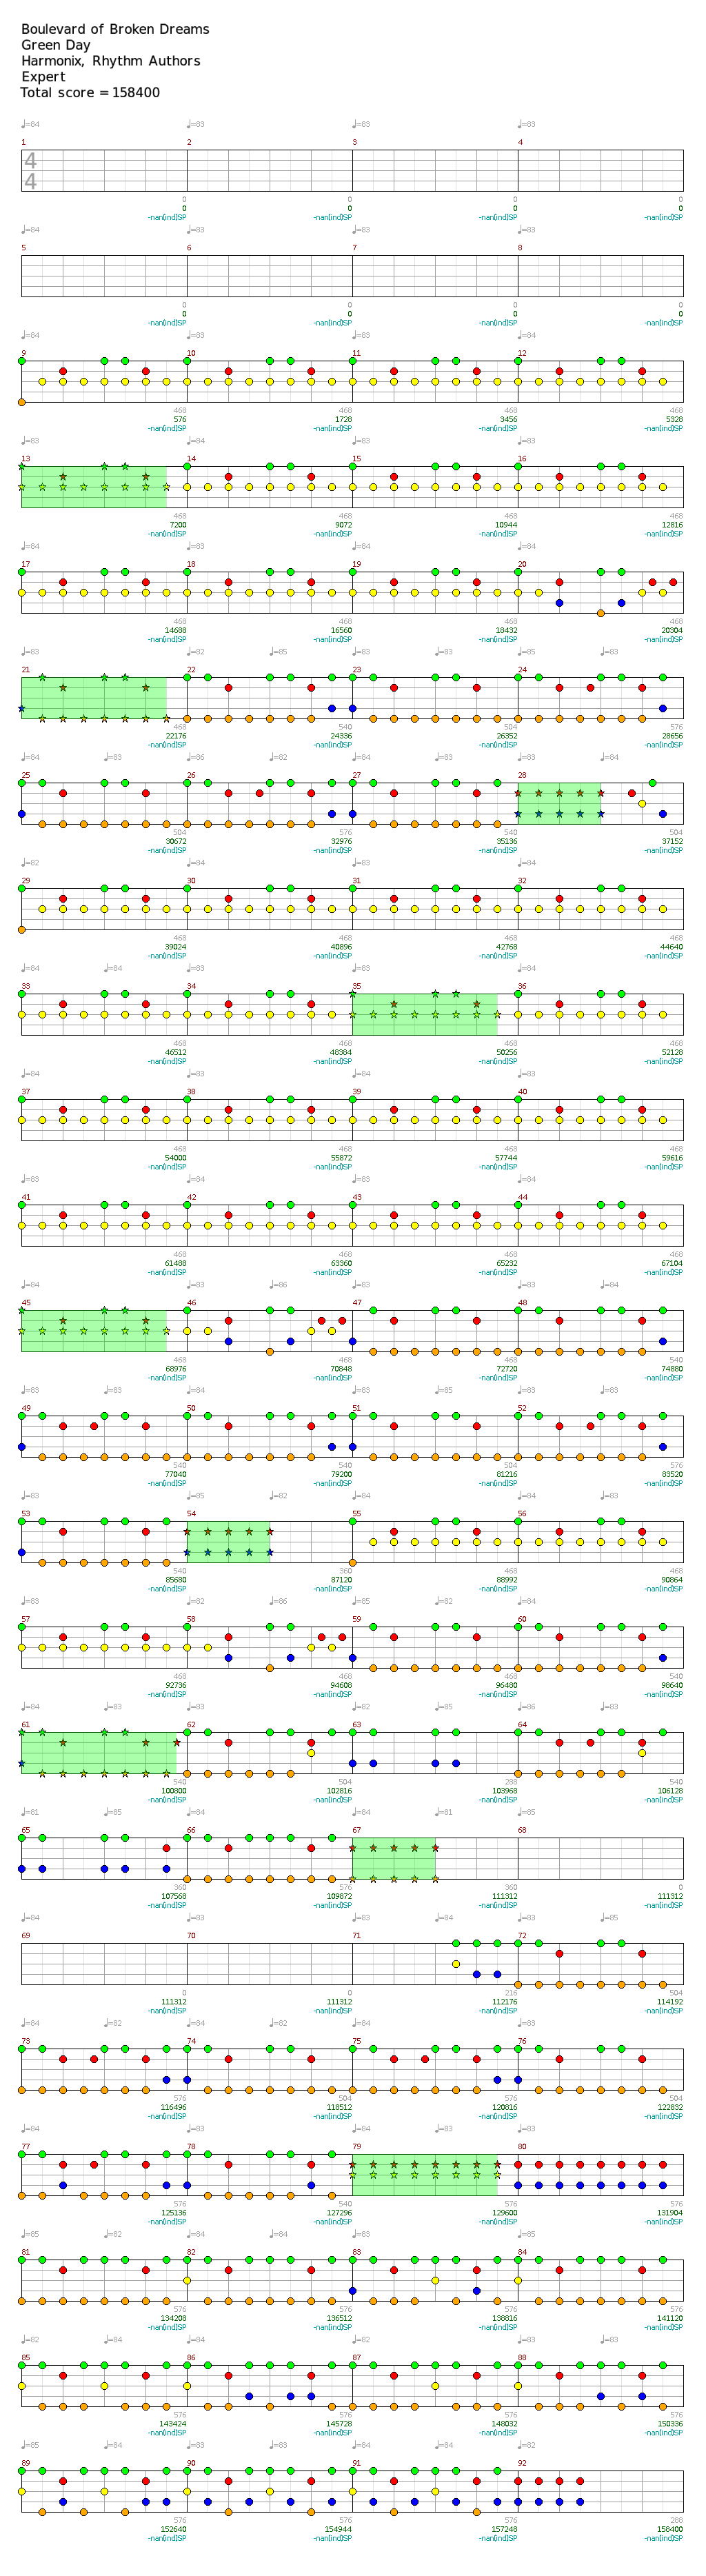 Boulevard of Broken Dreams
Green Day
Harmonix, Rhythm Authors
Expert
Total score = 158400
♩=84 ♩=83 ♩=83 ♩=83
1 2 3 4
4
4
0 0 0 0
0 0 0 0
-nan(ind)SP -nan(ind)SP -nan(ind)SP -nan(ind)SP
♩=84 ♩=83 ♩=83
5 6 7 8
0 0 0 0
0 0 0 0
-nan(ind)SP -nan(ind)SP -nan(ind)SP -nan(ind)SP
♩=84 ♩=83 ♩=83 ♩=84
9 10 11 12
468 468 468 468
576 1728 3456 5328
-nan(ind)SP -nan(ind)SP -nan(ind)SP -nan(ind)SP
♩=83 ♩=84 ♩=83 ♩=84
13 14 15 16
468 468 468 468
7200 9072 10944 12816
-nan(ind)SP -nan(ind)SP -nan(ind)SP -nan(ind)SP
♩=84 ♩=83 ♩=84 ♩=84
17 18 19 20
468 468 468 468
14688 16560 18432 20304
-nan(ind)SP -nan(ind)SP -nan(ind)SP -nan(ind)SP
♩=83 ♩=82 ♩=85 ♩=83 ♩=84
21 22 23 24
468 540 504 576
22176 24336 26352 28656
-nan(ind)SP -nan(ind)SP -nan(ind)SP -nan(ind)SP
♩=84 ♩=83 ♩=86 ♩=82 ♩=84 ♩=83 ♩=84
25 26 27 28
504 576 540 504
30672 32976 35136 37152
-nan(ind)SP -nan(ind)SP -nan(ind)SP -nan(ind)SP
♩=82 ♩=84 ♩=83
29 30 31 32
468 468 468 468
39024 40896 42768 44640
-nan(ind)SP -nan(ind)SP -nan(ind)SP -nan(ind)SP
♩=84 ♩=84 ♩=83 ♩=83
33 34 35 36
468 468 468 468
46512 48384 50256 52128
-nan(ind)SP -nan(ind)SP -nan(ind)SP -nan(ind)SP
♩=84 ♩=83 ♩=84 ♩=83
37 38 39 40
468 468 468 468
54000 55872 57744 59616
-nan(ind)SP -nan(ind)SP -nan(ind)SP -nan(ind)SP
♩=83 ♩=84 ♩=83
41 42 43 44
468 468 468 468
61488 63360 65232 67104
-nan(ind)SP -nan(ind)SP -nan(ind)SP -nan(ind)SP
♩=84 ♩=83 ♩=86 ♩=84 ♩=83 ♩=84
45 46 47 48
468 468 468 540
68976 70848 72720 74880
-nan(ind)SP -nan(ind)SP -nan(ind)SP -nan(ind)SP
♩=83 ♩=83 ♩=84 ♩=83 ♩=85 ♩=83 ♩=84
49 50 51 52
540 540 504 576
77040 79200 81216 83520
-nan(ind)SP -nan(ind)SP -nan(ind)SP -nan(ind)SP
♩=83 ♩=85 ♩=82 ♩=84 ♩=84
53 54 55 56
540 360 468 468
85680 87120 88992 90864
-nan(ind)SP -nan(ind)SP -nan(ind)SP -nan(ind)SP
♩=83 ♩=82 ♩=86 ♩=85 ♩=82 ♩=84
57 58 59 60
468 468 468 540
92736 94608 96480 98640
-nan(ind)SP -nan(ind)SP -nan(ind)SP -nan(ind)SP
♩=84 ♩=83 ♩=83 ♩=82 ♩=85 ♩=86 ♩=83
61 62 63 64
540 504 288 540
100800 102816 103968 106128
-nan(ind)SP -nan(ind)SP -nan(ind)SP -nan(ind)SP
♩=81 ♩=85 ♩=84 ♩=84 ♩=81 ♩=85
65 66 67 68
360 576 360 0
107568 109872 111312 111312
-nan(ind)SP -nan(ind)SP -nan(ind)SP -nan(ind)SP
♩=84 ♩=83 ♩=84 ♩=83 ♩=85
69 70 71 72
0 0 216 504
111312 111312 112176 114192
-nan(ind)SP -nan(ind)SP -nan(ind)SP -nan(ind)SP
♩=84 ♩=82 ♩=84 ♩=82 ♩=84 ♩=83
73 74 75 76
576 504 576 504
116496 118512 120816 122832
-nan(ind)SP -nan(ind)SP -nan(ind)SP -nan(ind)SP
♩=84 ♩=83 ♩=84 ♩=83 ♩=83
77 78 79 80
576 540 576 576
125136 127296 129600 131904
-nan(ind)SP -nan(ind)SP -nan(ind)SP -nan(ind)SP
♩=85 ♩=82 ♩=84 ♩=84 ♩=83 ♩=85
81 82 83 84
576 576 576 576
134208 136512 138816 141120
-nan(ind)SP -nan(ind)SP -nan(ind)SP -nan(ind)SP
♩=82 ♩=84 ♩=84 ♩=82 ♩=84 ♩=83
85 86 87 88
576 576 576 576
143424 145728 148032 150336
-nan(ind)SP -nan(ind)SP -nan(ind)SP -nan(ind)SP
♩=85 ♩=84 ♩=84 ♩=83 ♩=84 ♩=84 ♩=82
89 90 91 92
576 576 576 288
152640 154944 157248 158400
-nan(ind)SP -nan(ind)SP -nan(ind)SP -nan(ind)SP